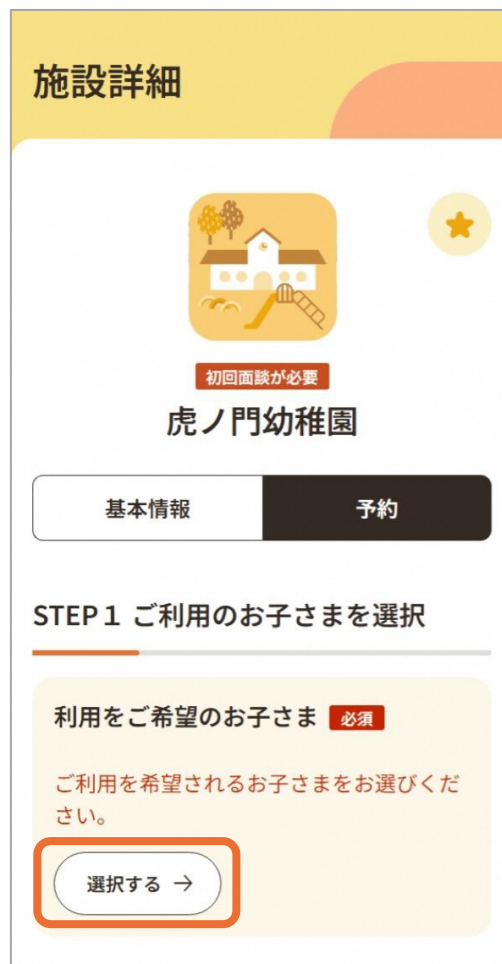 施設詳細
初回面談が必要
虎ノ門幼稚園
基本情報 予約
STEP１ ご利用のお子さまを選択
利用をご希望のお子さま 必須
ご利用を希望されるお子さまをお選びくだ
さい。
選択する →